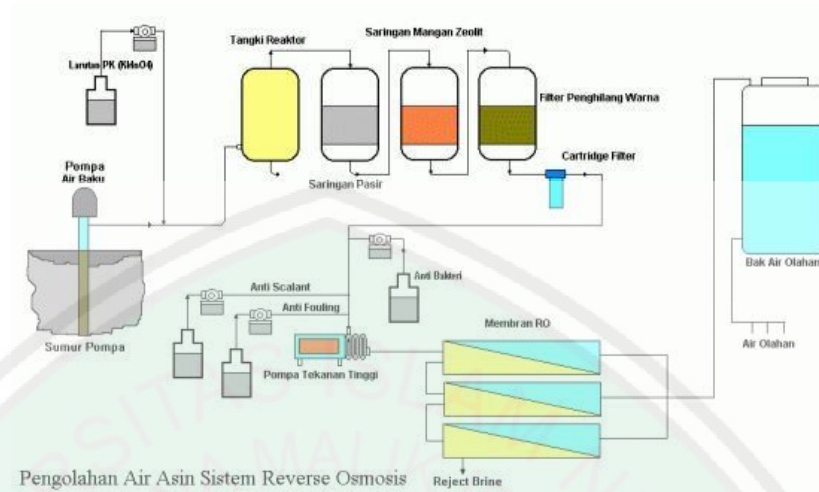 Larutan PK (KMnO4)
Tangki Reaktor
Saringan Mangan Zeolit
Filter Penghilang Warna
Cartridge Filter
Saringan Pasir
Pompa
Air Baku
Sumur Pompa
Anti Scalant
Anti Fouling
Anti Bakteri
Pompa Tekanan Tinggi
Membran RO
Bak Air Olahan
Air Olahan
Reject Brine
Pengolahan Air Asin Sistem Reverse Osmosis